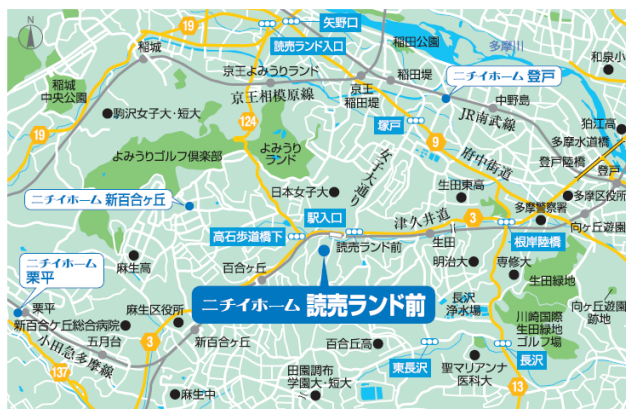 19
矢野口
稲城
読売ランド入口
稲田公園
多摩川
和泉小
京王よみうりランド
稲田堤
稲城
中央公園
京王相模原線
京王
稲田堤
ニチイホーム 登戸
中野島
駒沢女子大・短大
狛江高
19
124
塚戸
JR南武線
多摩水道橋
9
府中街道
登戸陸橋
登戸
よみうりゴルフ倶楽部
よみうり
ランド
女子大通り
ニチイホーム 新百合ヶ丘
日本女子大
生田東高
多摩区役所
多摩警察署
駅入口
津久井道
3
高石歩道橋下
読売ランド前
生田
根岸陸橋
向ヶ丘遊園
麻生高
百合ヶ丘
明治大
専修大
ニチイホーム
栗平
生田緑地
栗平
ニチイホーム 読売ランド前
長沢
浄水場
川崎国際
生田緑地
ゴルフ場
向ヶ丘遊園
跡地
新百合ケ丘総合病院
麻生区役所
五月台
3
新百合ヶ丘
百合丘高
小田急多摩線
東長沢
長沢
聖マリアンナ
医科大
137
田園調布
学園大・短大
麻生中
13